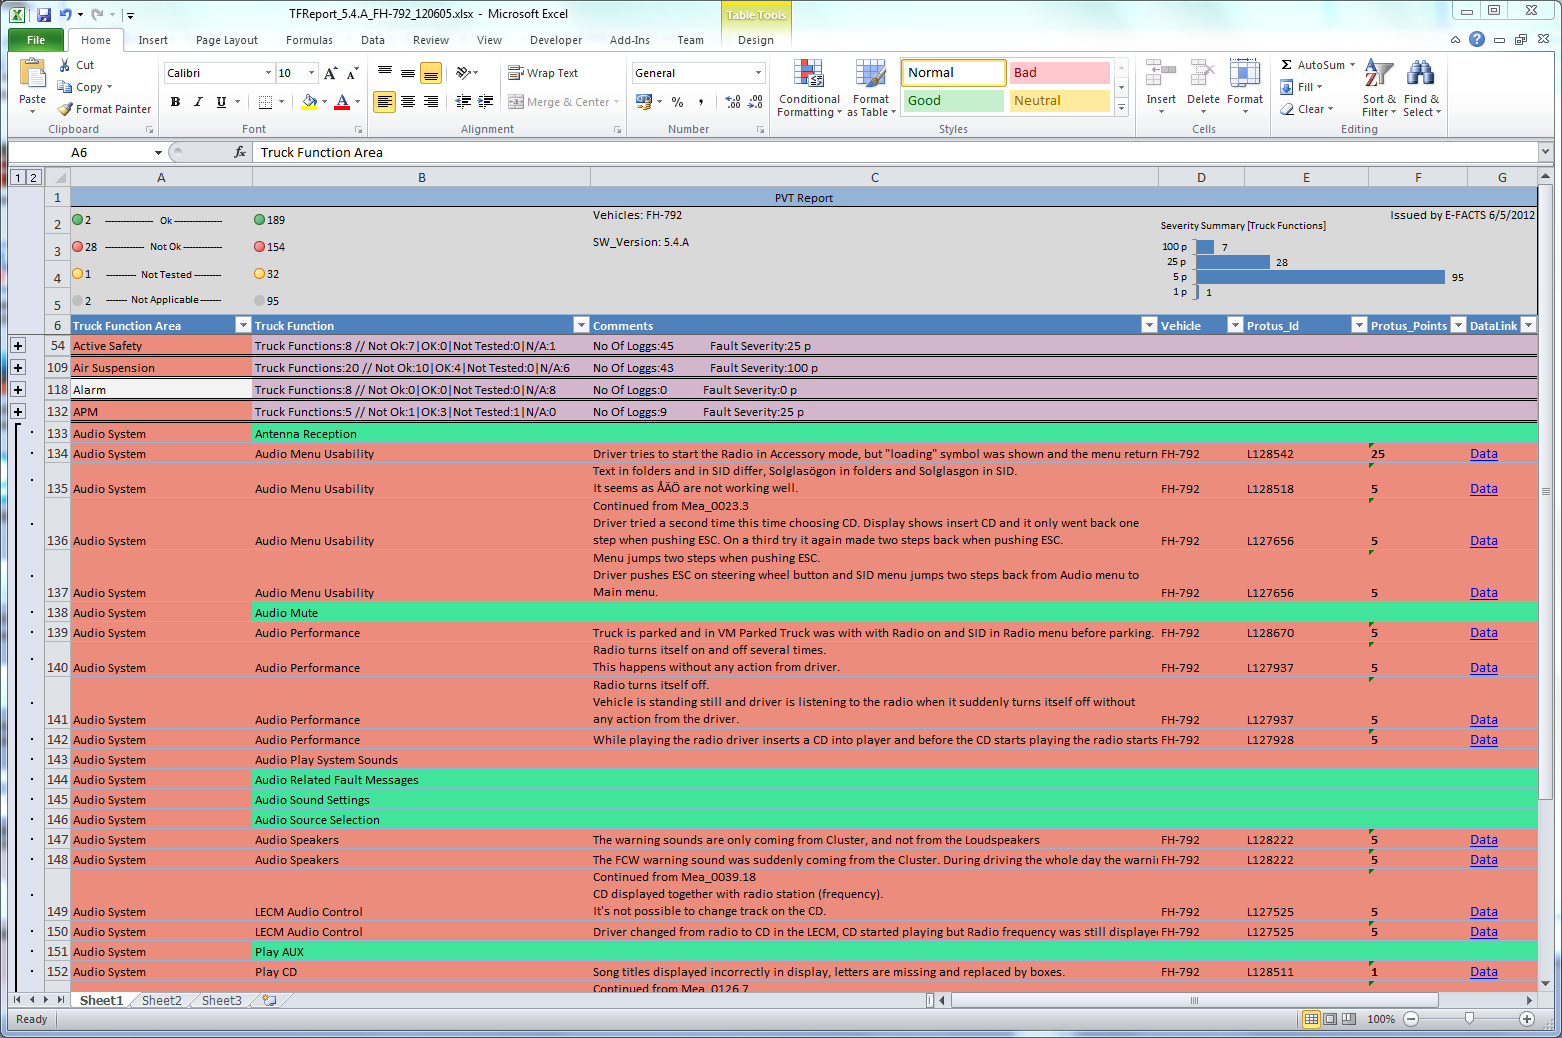 TFReport_5.4.A_FH-792_120605.xlsx - Microsoft Excel
Table Tools
File Home Insert Page Layout Formulas Data Review View Developer Add-Ins Team Design
Paste
Cut
Copy
Format Painter
Clipboard
Calibri 10
B I U
Font
Wrap Text
Merge & Center
Alignment
General
% ,
Number
Conditional Formatting
Format as Table
Normal Bad
Good Neutral
Styles
Insert Delete Format
Cells
AutoSum
Fill
Clear
Sort & Filter
Find & Select
Editing
A6 fx Truck Function Area
1 2 A B C D E F G
1 PVT Report
2 2 ---------------- Ok ---------------- 189 Vehicles: FH-792 Issued by E-FACTS 6/5/2012
3 28 ------------- Not Ok ------------- 154 SW_Version: 5.4.A
4 1 ---------- Not Tested --------- 32
5 2 ------- Not Applicable ------- 95
Severity Summary [Truck Functions]
100 p 7
25 p 28
5 p 95
1 p 1
6 Truck Function Area Truck Function Comments Vehicle Protus_Id Protus_Points DataLink
54 Active Safety Truck Functions:8 // Not Ok:7|OK:0|Not Tested:0|N/A:1 No Of Loggs:45 Fault Severity:25 p
109 Air Suspension Truck Functions:20 // Not Ok:10|OK:4|Not Tested:0|N/A:6 No Of Loggs:43 Fault Severity:100 p
118 Alarm Truck Functions:8 // Not Ok:0|OK:0|Not Tested:0|N/A:8 No Of Loggs:0 Fault Severity:0 p
132 APM Truck Functions:5 // Not Ok:1|OK:3|Not Tested:1|N/A:0 No Of Loggs:9 Fault Severity:25 p
133 Audio System Antenna Reception
134 Audio System Audio Menu Usability Driver tries to start the Radio in Accessory mode, but "loading" symbol was shown and the menu return FH-792 L128542 25 Data
Text in folders and in SID differ, Solglasögon in folders and Solglasgon in SID.
135 Audio System Audio Menu Usability It seems as ÅÄÖ are not working well. FH-792 L128518 5 Data
Continued from Mea_0023.3
Driver tried a second time this time choosing CD. Display shows insert CD and it only went back one
136 Audio System Audio Menu Usability step when pushing ESC. On a third try it again made two steps back when pushing ESC. FH-792 L127656 5 Data
Menu jumps two steps when pushing ESC.
Driver pushes ESC on steering wheel button and SID menu jumps two steps back from Audio menu to
137 Audio System Audio Menu Usability Main menu. FH-792 L127656 5 Data
138 Audio System Audio Mute
139 Audio System Audio Performance Truck is parked and in VM Parked Truck was with with Radio on and SID in Radio menu before parking. FH-792 L128670 5 Data
Radio turns itself on and off several times.
140 Audio System Audio Performance This happens without any action from driver. FH-792 L127937 5 Data
Radio turns itself off.
Vehicle is standing still and driver is listening to the radio when it suddenly turns itself off without
141 Audio System Audio Performance any action from the driver. FH-792 L127937 5 Data
142 Audio System Audio Performance While playing the radio driver inserts a CD into player and before the CD starts playing the radio starts FH-792 L127928 5 Data
143 Audio System Audio Play System Sounds
144 Audio System Audio Related Fault Messages
145 Audio System Audio Sound Settings
146 Audio System Audio Source Selection
147 Audio System Audio Speakers The warning sounds are only coming from Cluster, and not from the Loudspeakers FH-792 L128222 5 Data
148 Audio System Audio Speakers The FCW warning sound was suddenly coming from the Cluster. During driving the whole day the warni FH-792 L128222 5 Data
Continued from Mea_0039.18
CD displayed together with radio station (frequency).
149 Audio System LECM Audio Control It's not possible to change track on the CD. FH-792 L127525 5 Data
150 Audio System LECM Audio Control Driver changed from radio to CD in the LECM, CD started playing but Radio frequency was still displaye FH-792 L127525 5 Data
151 Audio System Play AUX
152 Audio System Play CD Song titles displayed incorrectly in display, letters are missing and replaced by boxes. FH-792 L128511 1 Data
Continued from Mea_0126.7
Sheet1 Sheet2 Sheet3
Ready 100%